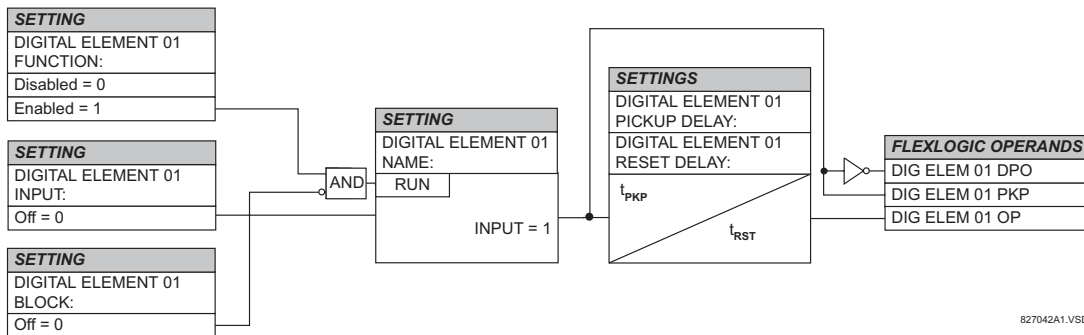 SETTING
DIGITAL ELEMENT 01
FUNCTION:
Disabled = 0
Enabled = 1
SETTING
DIGITAL ELEMENT 01
INPUT:
Off = 0
SETTING
DIGITAL ELEMENT 01
BLOCK:
Off = 0
AND
SETTING
DIGITAL ELEMENT 01
NAME:
RUN
INPUT = 1
SETTINGS
DIGITAL ELEMENT 01
PICKUP DELAY:
DIGITAL ELEMENT 01
RESET DELAY:
tPKP
tRST
FLEXLOGIC OPERANDS
DIG ELEM 01 DPO
DIG ELEM 01 PKP
DIG ELEM 01 OP
827042A1.VSD